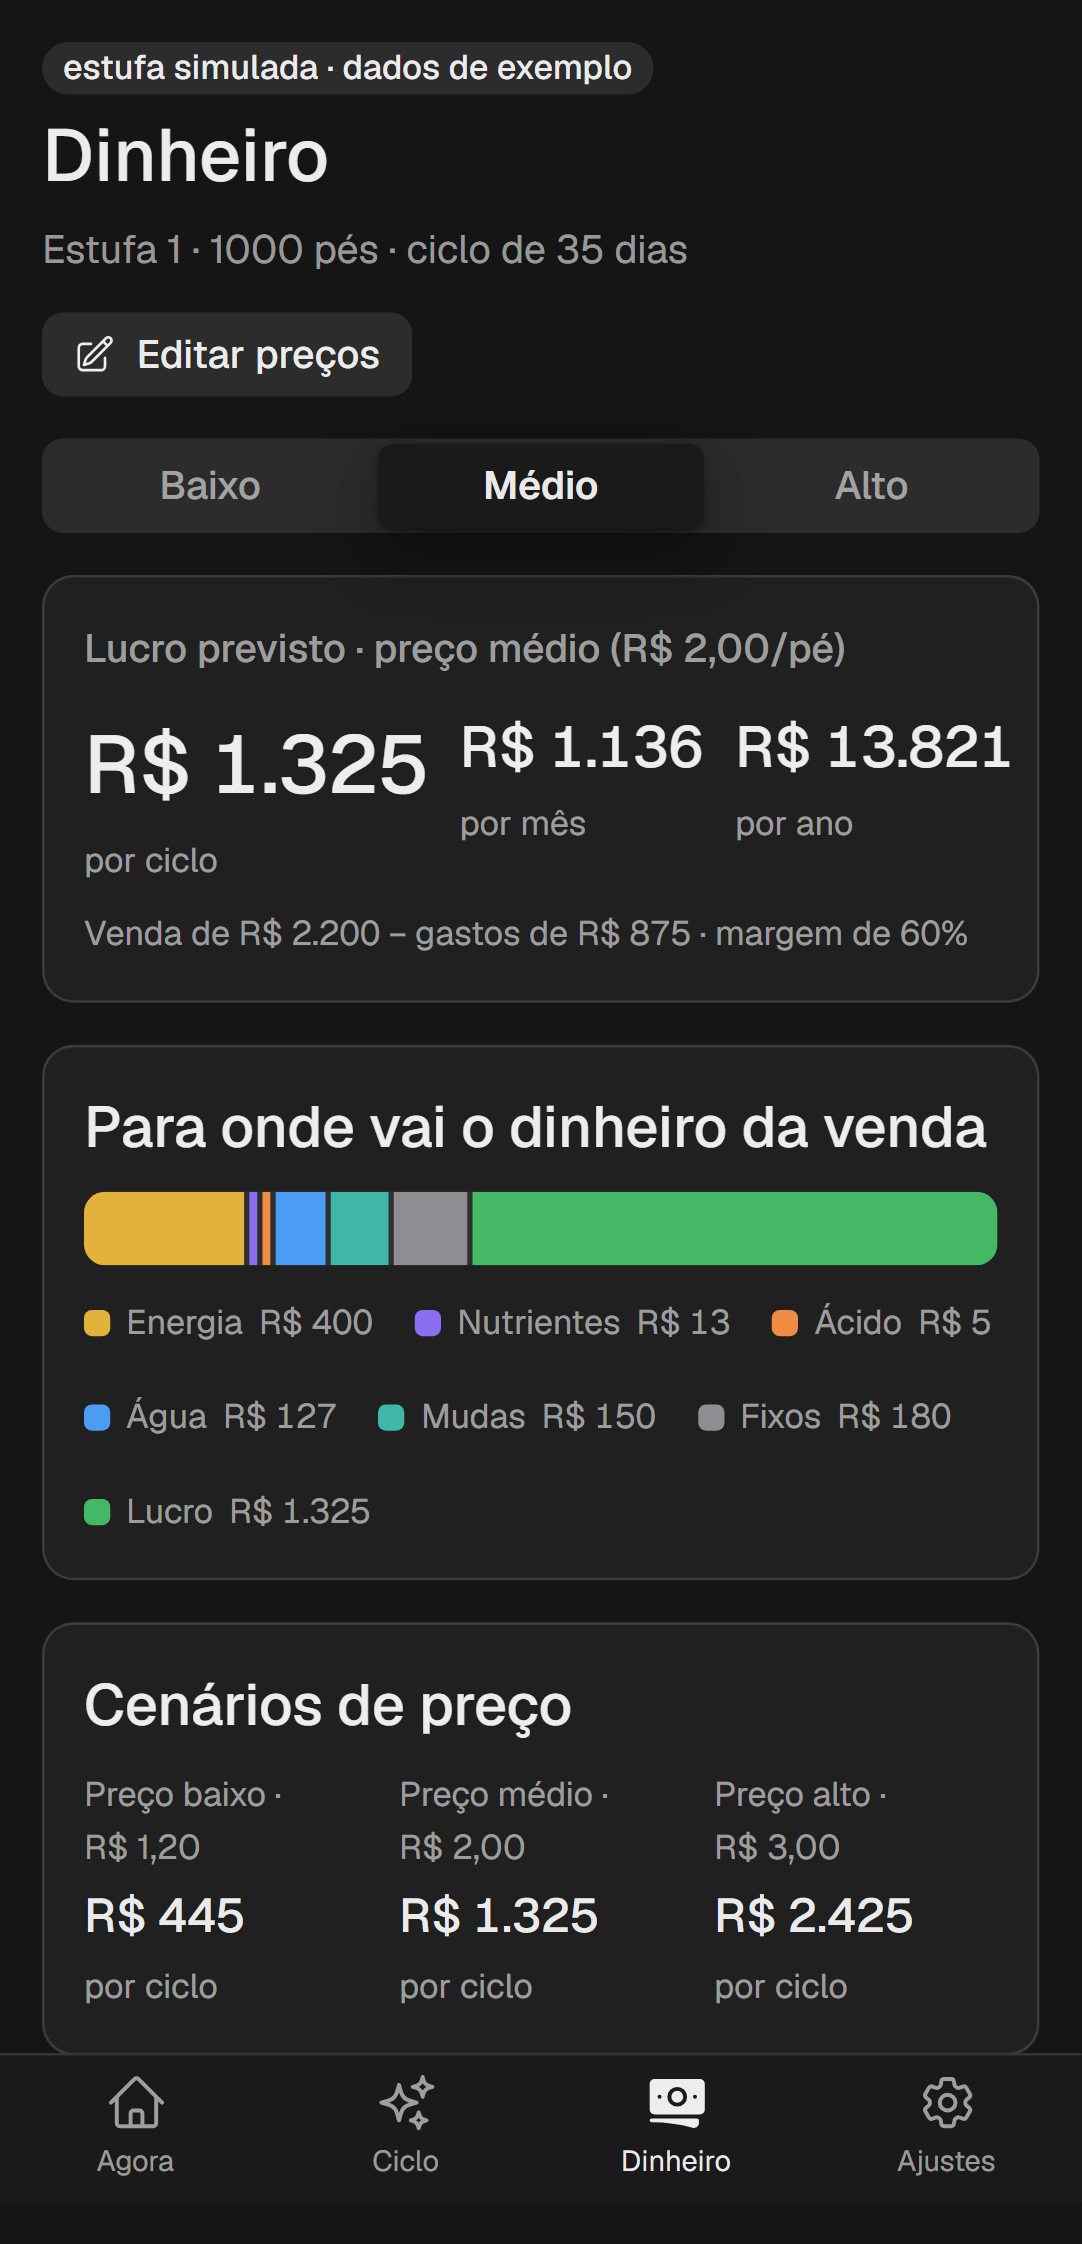 estufa simulada · dados de exemplo
Dinheiro
Estufa 1 · 1000 pés · ciclo de 35 dias
Editar preços
Baixo Médio Alto
Lucro previsto · preço médio (R$ 2,00/pé)
R$ 1.325 R$ 1.136 R$ 13.821
por ciclo por mês por ano
Venda de R$ 2.200 – gastos de R$ 875 · margem de 60%
Para onde vai o dinheiro da venda
Energia R$ 400 Nutrientes R$ 13 Ácido R$ 5
Água R$ 127 Mudas R$ 150 Fixos R$ 180
Lucro R$ 1.325
Cenários de preço
Preço baixo · Preço médio · Preço alto ·
R$ 1,20 R$ 2,00 R$ 3,00
R$ 445 R$ 1.325 R$ 2.425
por ciclo por ciclo por ciclo
Agora Ciclo Dinheiro Ajustes